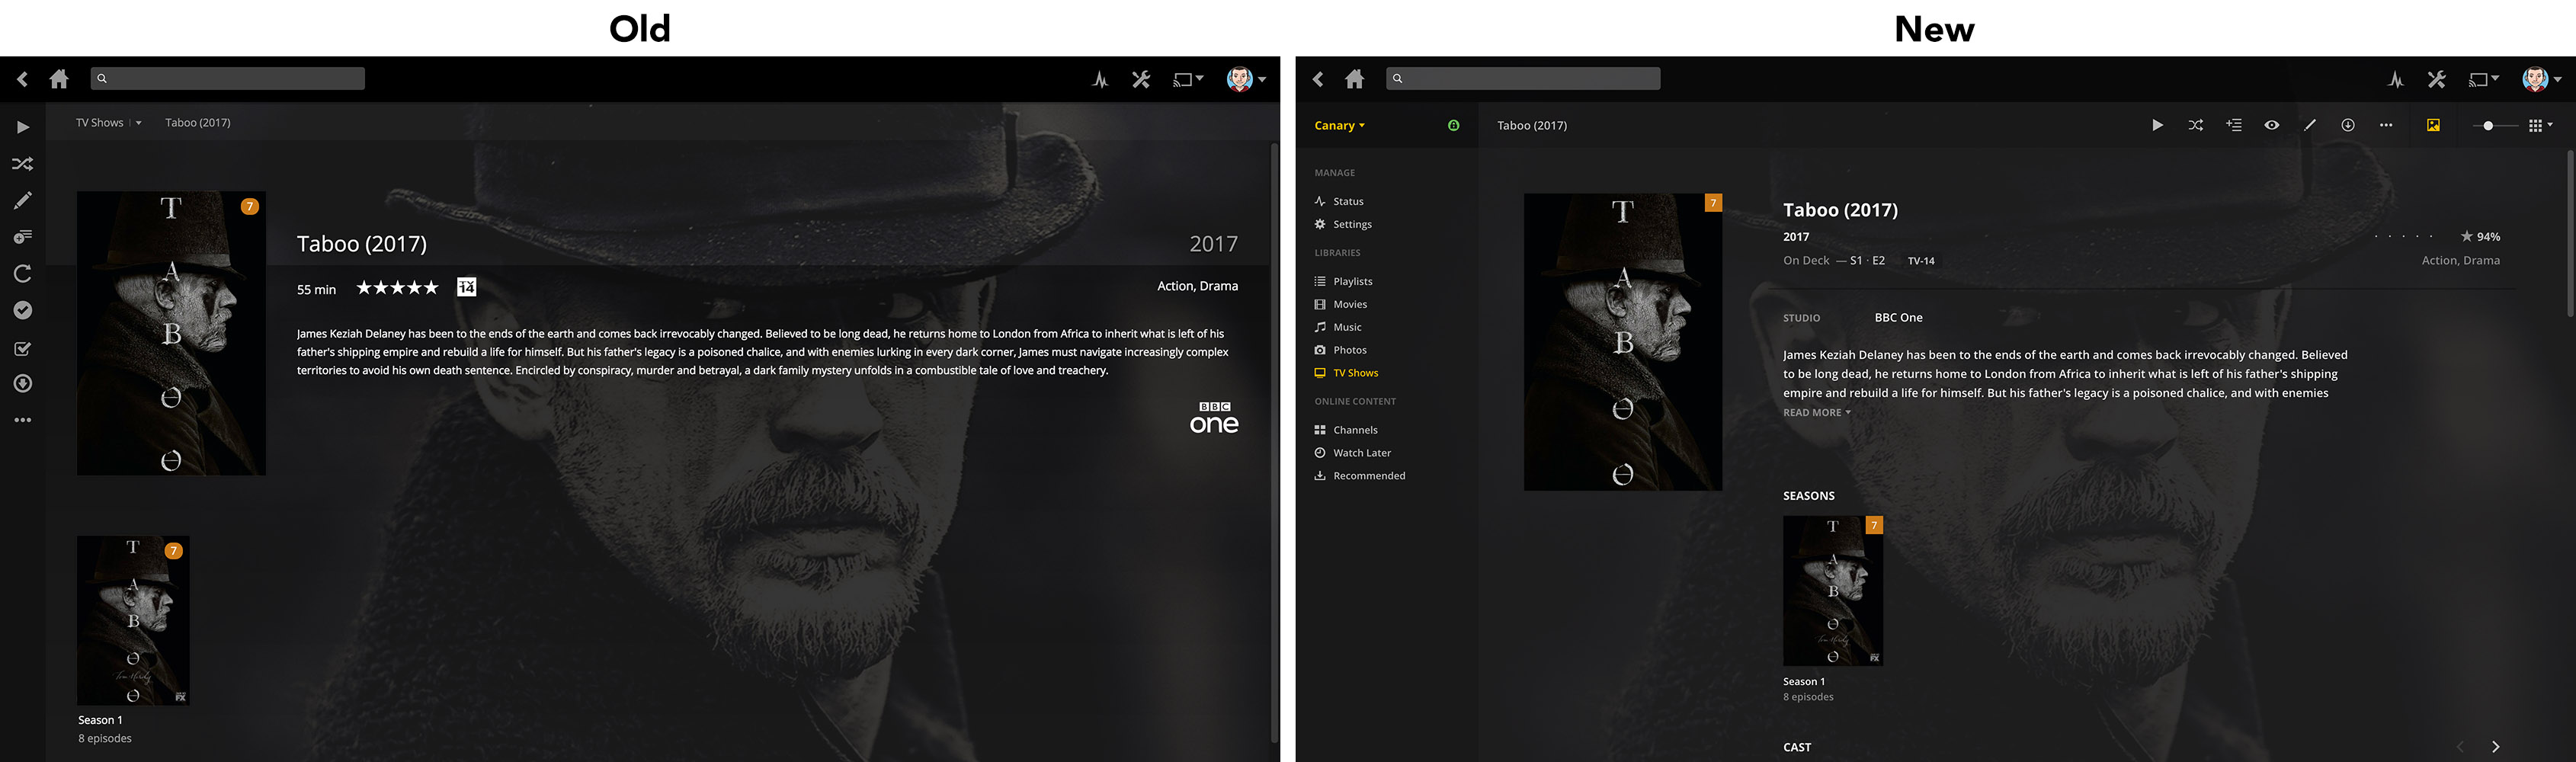 Old
TV Shows
Taboo (2017)
T
A
B
O
O
7
Taboo (2017)
2017
55 min
TV
14
Action, Drama
James Keziah Delaney has been to the ends of the earth and comes back irrevocably changed. Believed to be long dead, he returns home to London from Africa to inherit what is left of his
father's shipping empire and rebuild a life for himself. But his father's legacy is a poisoned chalice, and with enemies lurking in every dark corner, James must navigate increasingly complex
territories to avoid his own death sentence. Encircled by conspiracy, murder and betrayal, a dark family mystery unfolds in a combustible tale of love and treachery.
BBC
one
T
A
B
O
O
7
Tom Hardy
FX
Season 1
8 episodes
New
Canary
Taboo (2017)
MANAGE
Status
Settings
LIBRARIES
Playlists
Movies
Music
Photos
TV Shows
ONLINE CONTENT
Channels
Watch Later
Recommended
T
A
B
O
O
7
Taboo (2017)
2017
94%
On Deck — S1 · E2
TV-14
Action, Drama
STUDIO
BBC One
James Keziah Delaney has been to the ends of the earth and comes back irrevocably changed. Believed
to be long dead, he returns home to London from Africa to inherit what is left of his father's shipping
empire and rebuild a life for himself. But his father's legacy is a poisoned chalice, and with enemies
READ MORE
SEASONS
T
A
B
O
O
7
Tom Hardy
FX
Season 1
8 episodes
CAST